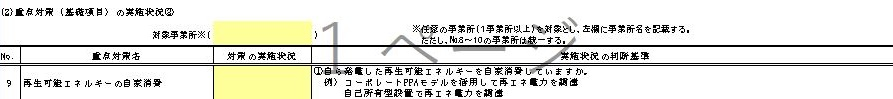 (2)重点対策（基礎項目）の実施状況②
対象事業所※( )
※任意の事業所(1事業所以上)を対象とし、左欄に事業所名を記載する。
ただし、No.8～10の事業所は統一する。
No. 重点対策名 対策の実施状況 実施状況の判断基準
9 再生可能エネルギーの自家消費 ①自ら発電した再生可能エネルギーを自家消費していますか。
例) コーポレートPPAモデルを活用して再エネ電力を調達
自己所有型設置で再エネ電力を調達
1 ページ